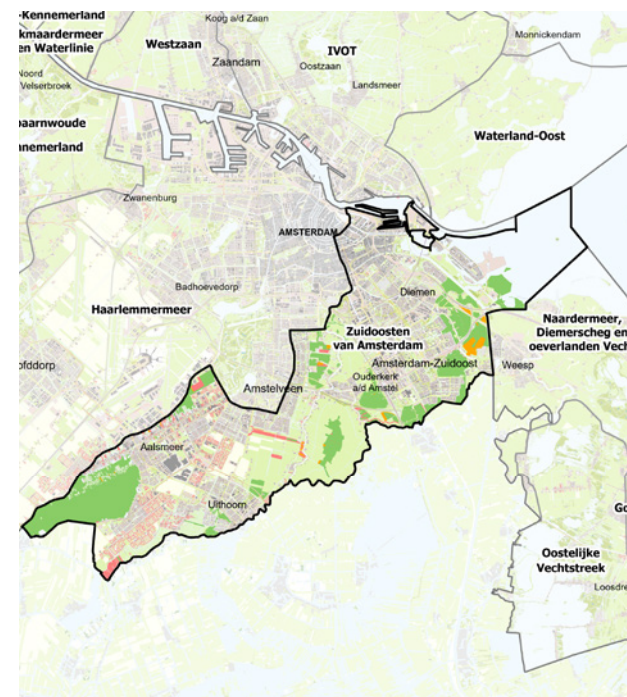 -Kennemerland
Koog a/d Zaan
kmaardermeer
en Waterlinie
Westzaan
IVOT
Monnickendam
Zaandam
Oostzaan
Noord
Velserbroek
Landsmeer
paarnwoude
nnemerland
Waterland-Oost
Zwanenburg
AMSTERDAM
Badhoevedorp
Diemen
Haarlemmermeer
Zuidoosten
van Amsterdam
Naardermeer,
Diemerscheg en
oeverlanden Vech
ofddorp
Amsterdam-Zuidoost
Weesp
Amstelveen
Ouderkerk
a/d Amstel
Aalsmeer
Uithoorn
Go
Oostelijke
Vechtstreek
Loosdre